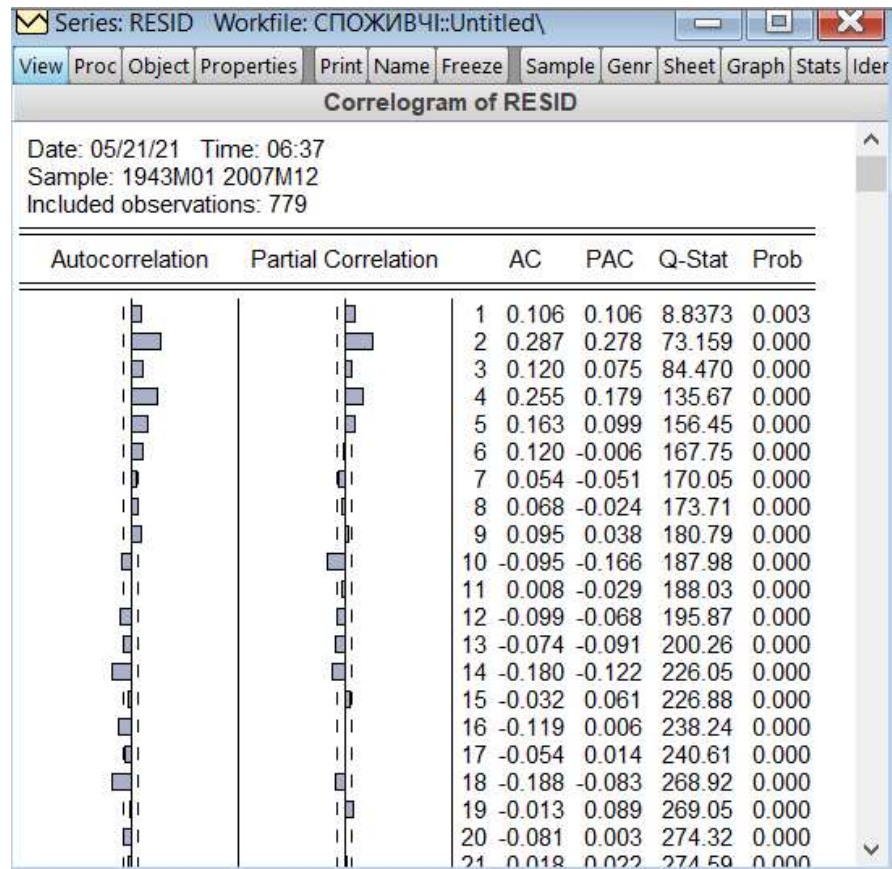 Series: RESID Workfile: СПОЖИВЧІ::Untitled\
View Proc Object Properties Print Name Freeze Sample Genr Sheet Graph Stats Iden
Correlogram of RESID
Date: 05/21/21 Time: 06:37
Sample: 1943M01 2007M12
Included observations: 779
Autocorrelation Partial Correlation AC PAC Q-Stat Prob
1 0.106 0.106 8.8373 0.003
2 0.287 0.278 73.159 0.000
3 0.120 0.075 84.470 0.000
4 0.255 0.179 135.67 0.000
5 0.163 0.099 156.45 0.000
6 0.120 -0.006 167.75 0.000
7 0.054 -0.051 170.05 0.000
8 0.068 -0.024 173.71 0.000
9 0.095 0.038 180.79 0.000
10 -0.095 -0.166 187.98 0.000
11 0.008 -0.029 188.03 0.000
12 -0.099 -0.068 195.87 0.000
13 -0.074 -0.091 200.26 0.000
14 -0.180 -0.122 226.05 0.000
15 -0.032 0.061 226.88 0.000
16 -0.119 0.006 238.24 0.000
17 -0.054 0.014 240.61 0.000
18 -0.188 -0.083 268.92 0.000
19 -0.013 0.089 269.05 0.000
20 -0.081 0.003 274.32 0.000
21 0.018 0.022 274.59 0.000